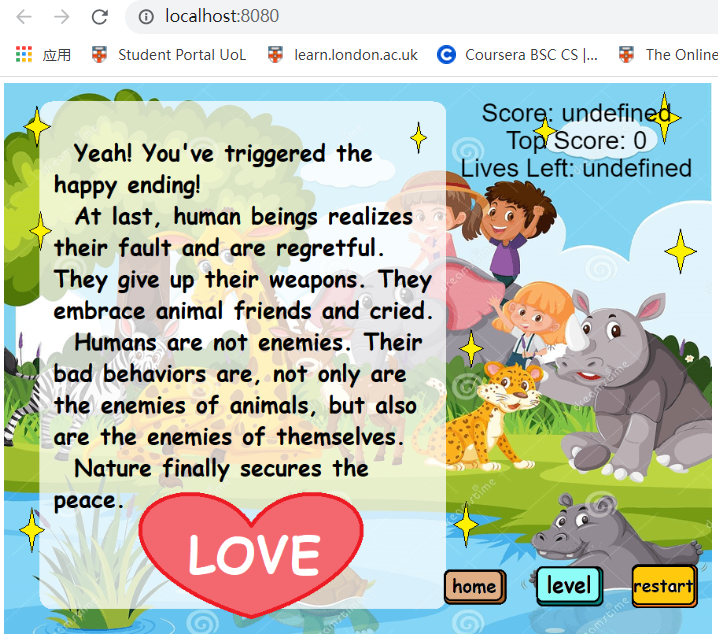 localhost:8080
应用
Student Portal UoL
learn.london.ac.uk
Coursera BSC CS |...
The Online
Score: undefined
Top Score: 0
Lives Left: undefined
Yeah! You've triggered the
happy ending!
At last, human beings realizes
their fault and are regretful.
They give up their weapons. They
embrace animal friends and cried.
Humans are not enemies. Their
bad behaviors are, not only are
the enemies of animals, but also
are the enemies of themselves.
Nature finally secures the
peace.
LOVE
home
level
restart